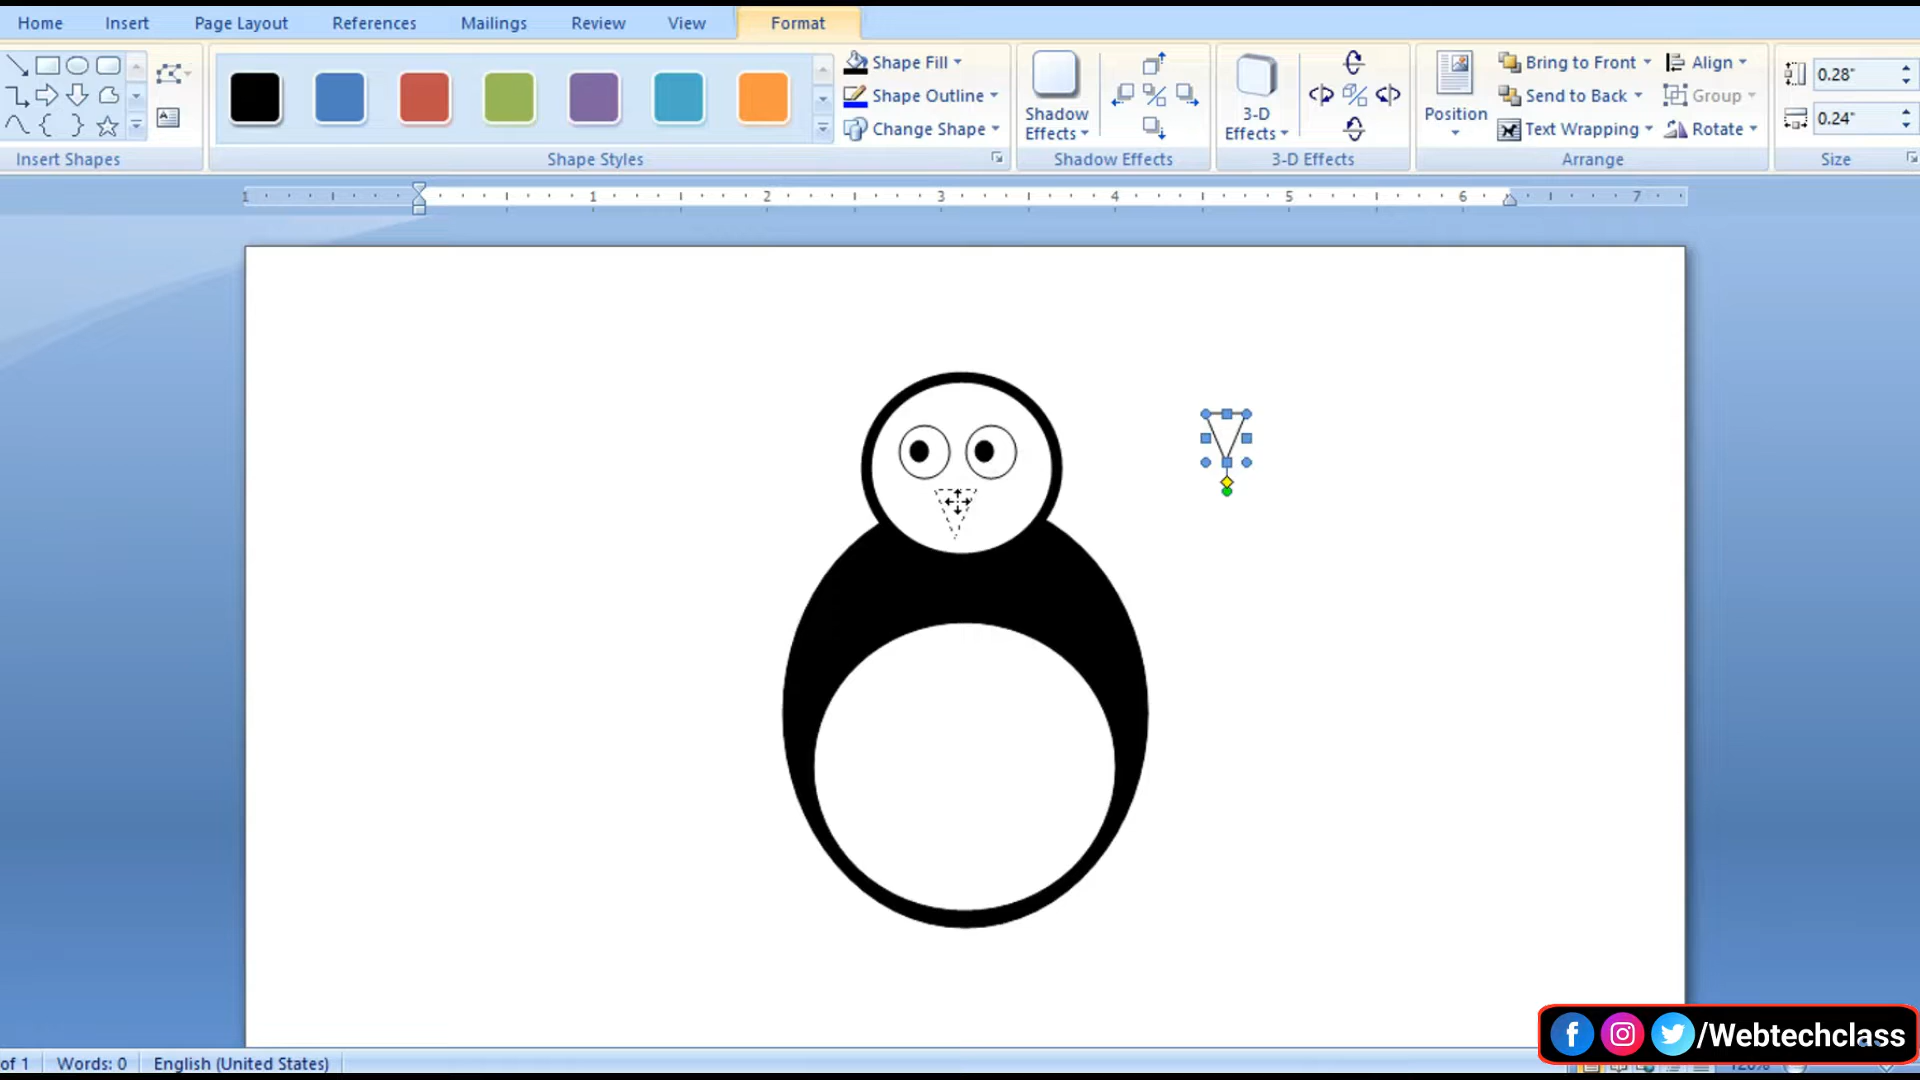 Home Insert Page Layout References Mailings Review View Format
Shape Fill
Shape Outline
Change Shape
Shadow Effects
3-D Effects
Position
Bring to Front
Send to Back
Text Wrapping
Align
Group
Rotate
0.28"
0.24"
Insert Shapes Shape Styles Shadow Effects 3-D Effects Arrange Size
1 1 2 3 4 5 6 7
/Webtechclass
of 1 Words: 0 English (United States)